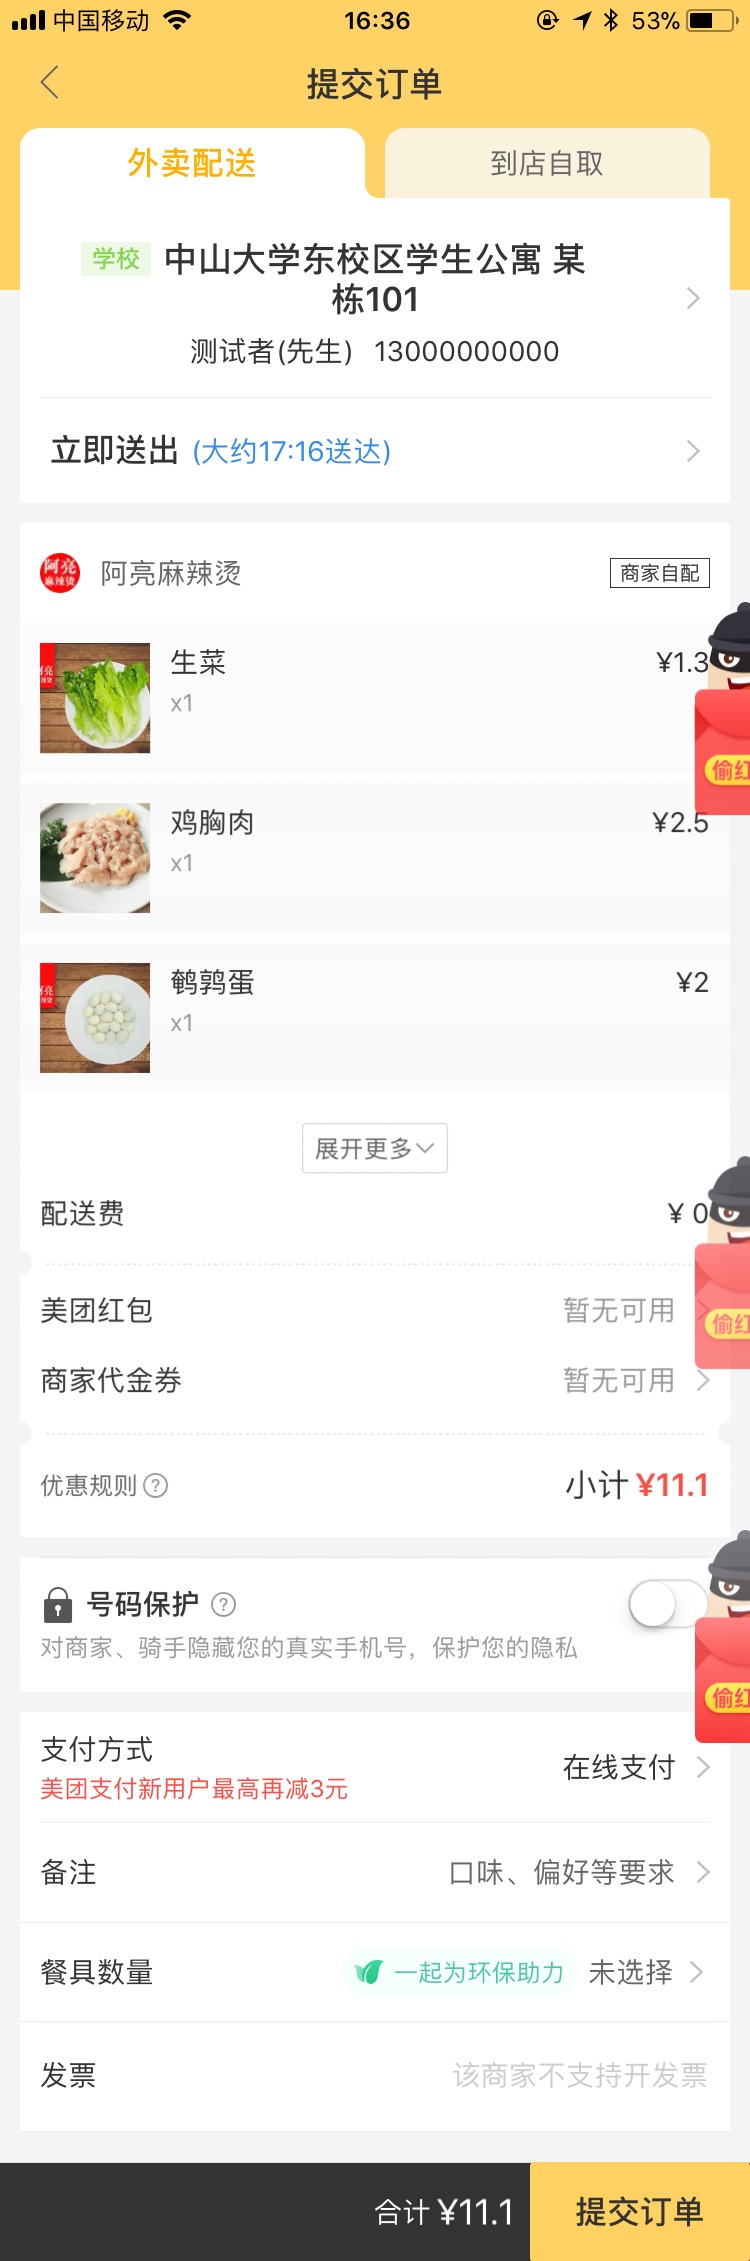 中国移动 16:36 53%
提交订单
外卖配送 到店自取
学校 中山大学东校区学生公寓 某
栋101
测试者(先生) 13000000000
立即送出 (大约17:16送达)
阿亮
麻辣烫
阿亮麻辣烫 商家自配
生菜 ¥1.3
x1
偷红
鸡胸肉 ¥2.5
x1
鹌鹑蛋 ¥2
x1
展开更多
配送费 ¥ 0
美团红包 暂无可用
偷红
商家代金券 暂无可用
优惠规则 ? 小计 ¥11.1
号码保护 ?
对商家、骑手隐藏您的真实手机号，保护您的隐私
偷红
支付方式 在线支付
美团支付新用户最高再减3元
备注 口味、偏好等要求
餐具数量 一起为环保助力 未选择
发票 该商家不支持开发票
合计 ¥11.1 提交订单